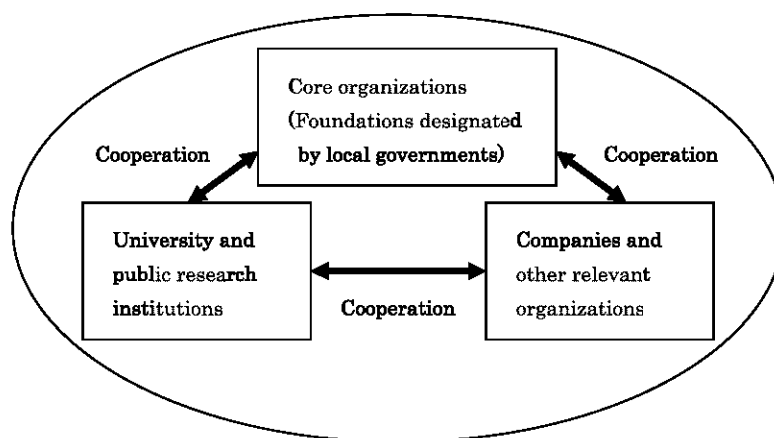 Core organizations
(Foundations designated
by local governments)
Cooperation
Cooperation
University and
public research
institutions
Companies and
other relevant
organizations
Cooperation